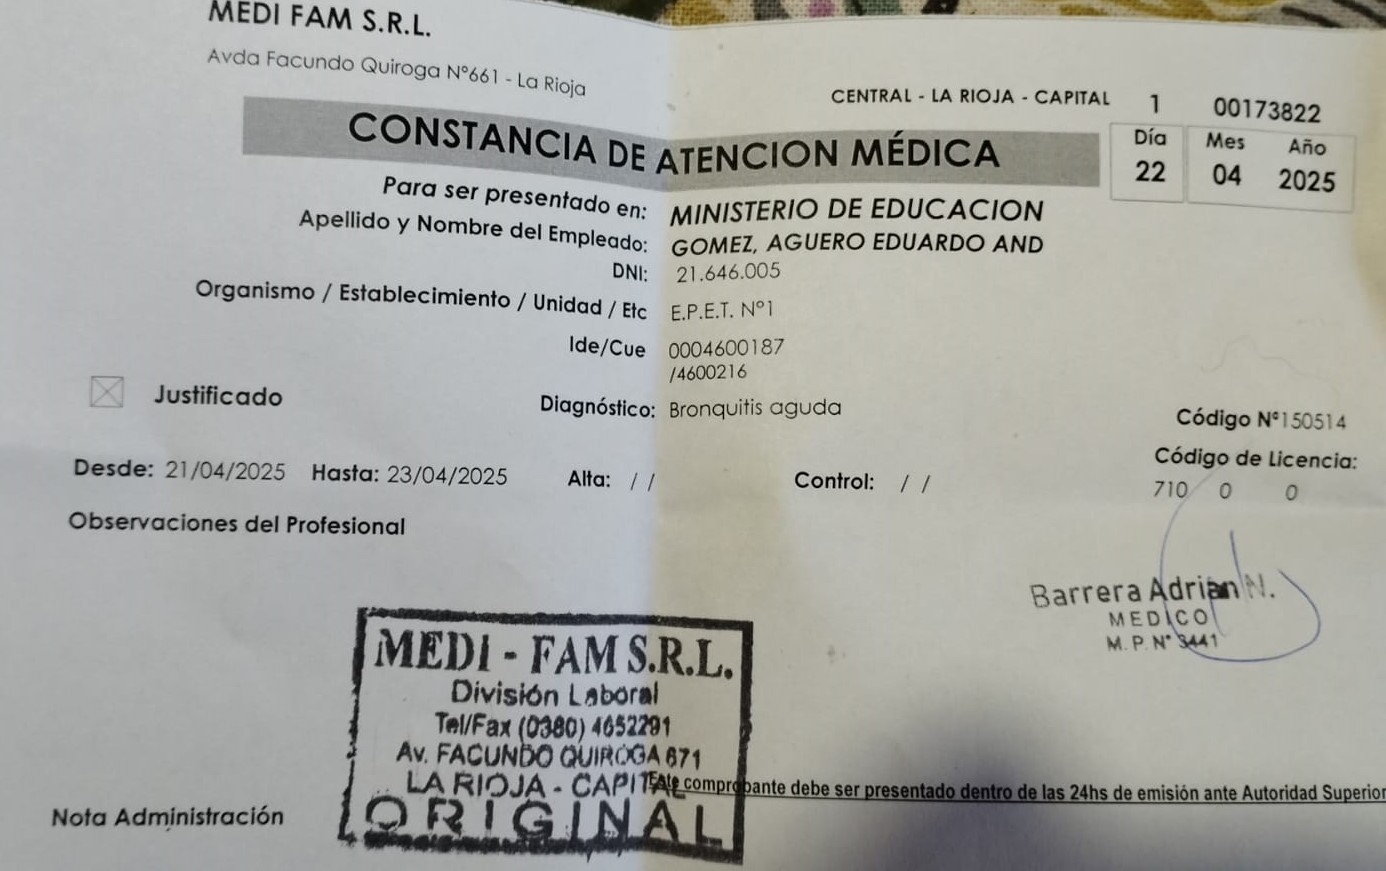 MEDI FAM S.R.L.
Avda Facundo Quiroga Nº661 - La Rioja
CENTRAL - LA RIOJA - CAPITAL 1 00173822
CONSTANCIA DE ATENCION MÉDICA
Día Mes Año
22 04 2025
Para ser presentado en: MINISTERIO DE EDUCACION
Apellido y Nombre del Empleado: GOMEZ, AGUERO EDUARDO AND
DNI: 21.646.005
Organismo / Establecimiento / Unidad / Etc E.P.E.T. Nº1
Ide/Cue 0004600187
/4600216
Justificado Diagnóstico: Bronquitis aguda
Código Nº150514
Código de Licencia:
710 0 0
Desde: 21/04/2025 Hasta: 23/04/2025 Alta: / / Control: / /
Observaciones del Profesional
Barrera Adrian N.
MEDICO
M. P. N° 3441
MEDI - FAM S.R.L.
División Laboral
Tel/Fax (0380) 4652291
Av. FACUNDO QUIROGA 671
LA RIOJA - CAPITAL
ORIGINAL
Este comprobante debe ser presentado dentro de las 24hs de emisión ante Autoridad Superior
Nota Administración